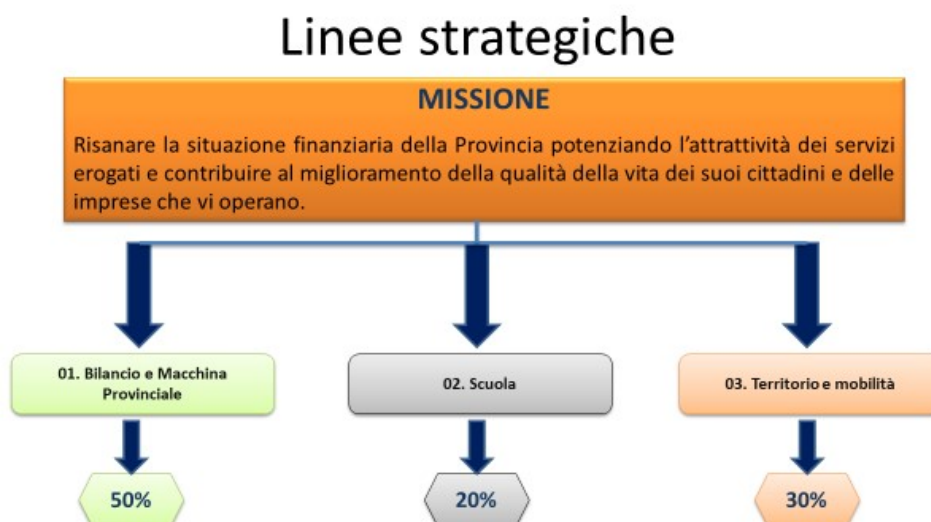 Linee strategiche
MISSIONE
Risanare la situazione finanziaria della Provincia potenziando l'attrattività dei servizi
erogati e contribuire al miglioramento della qualità della vita dei suoi cittadini e delle
imprese che vi operano.
01. Bilancio e Macchina
Provinciale
02. Scuola
03. Territorio e mobilità
50%
20%
30%